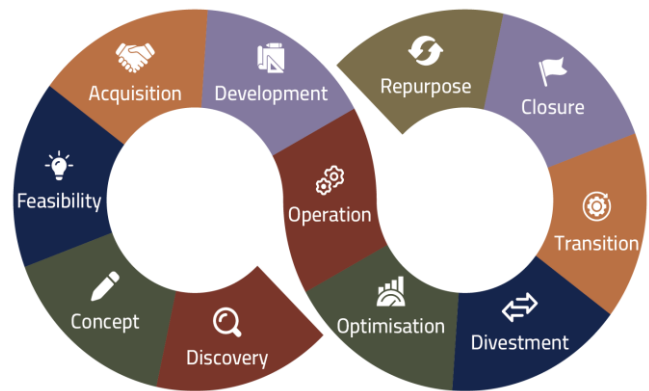 Discovery
Concept
Feasibility
Acquisition
Development
Operation
Optimisation
Divestment
Transition
Closure
Repurpose